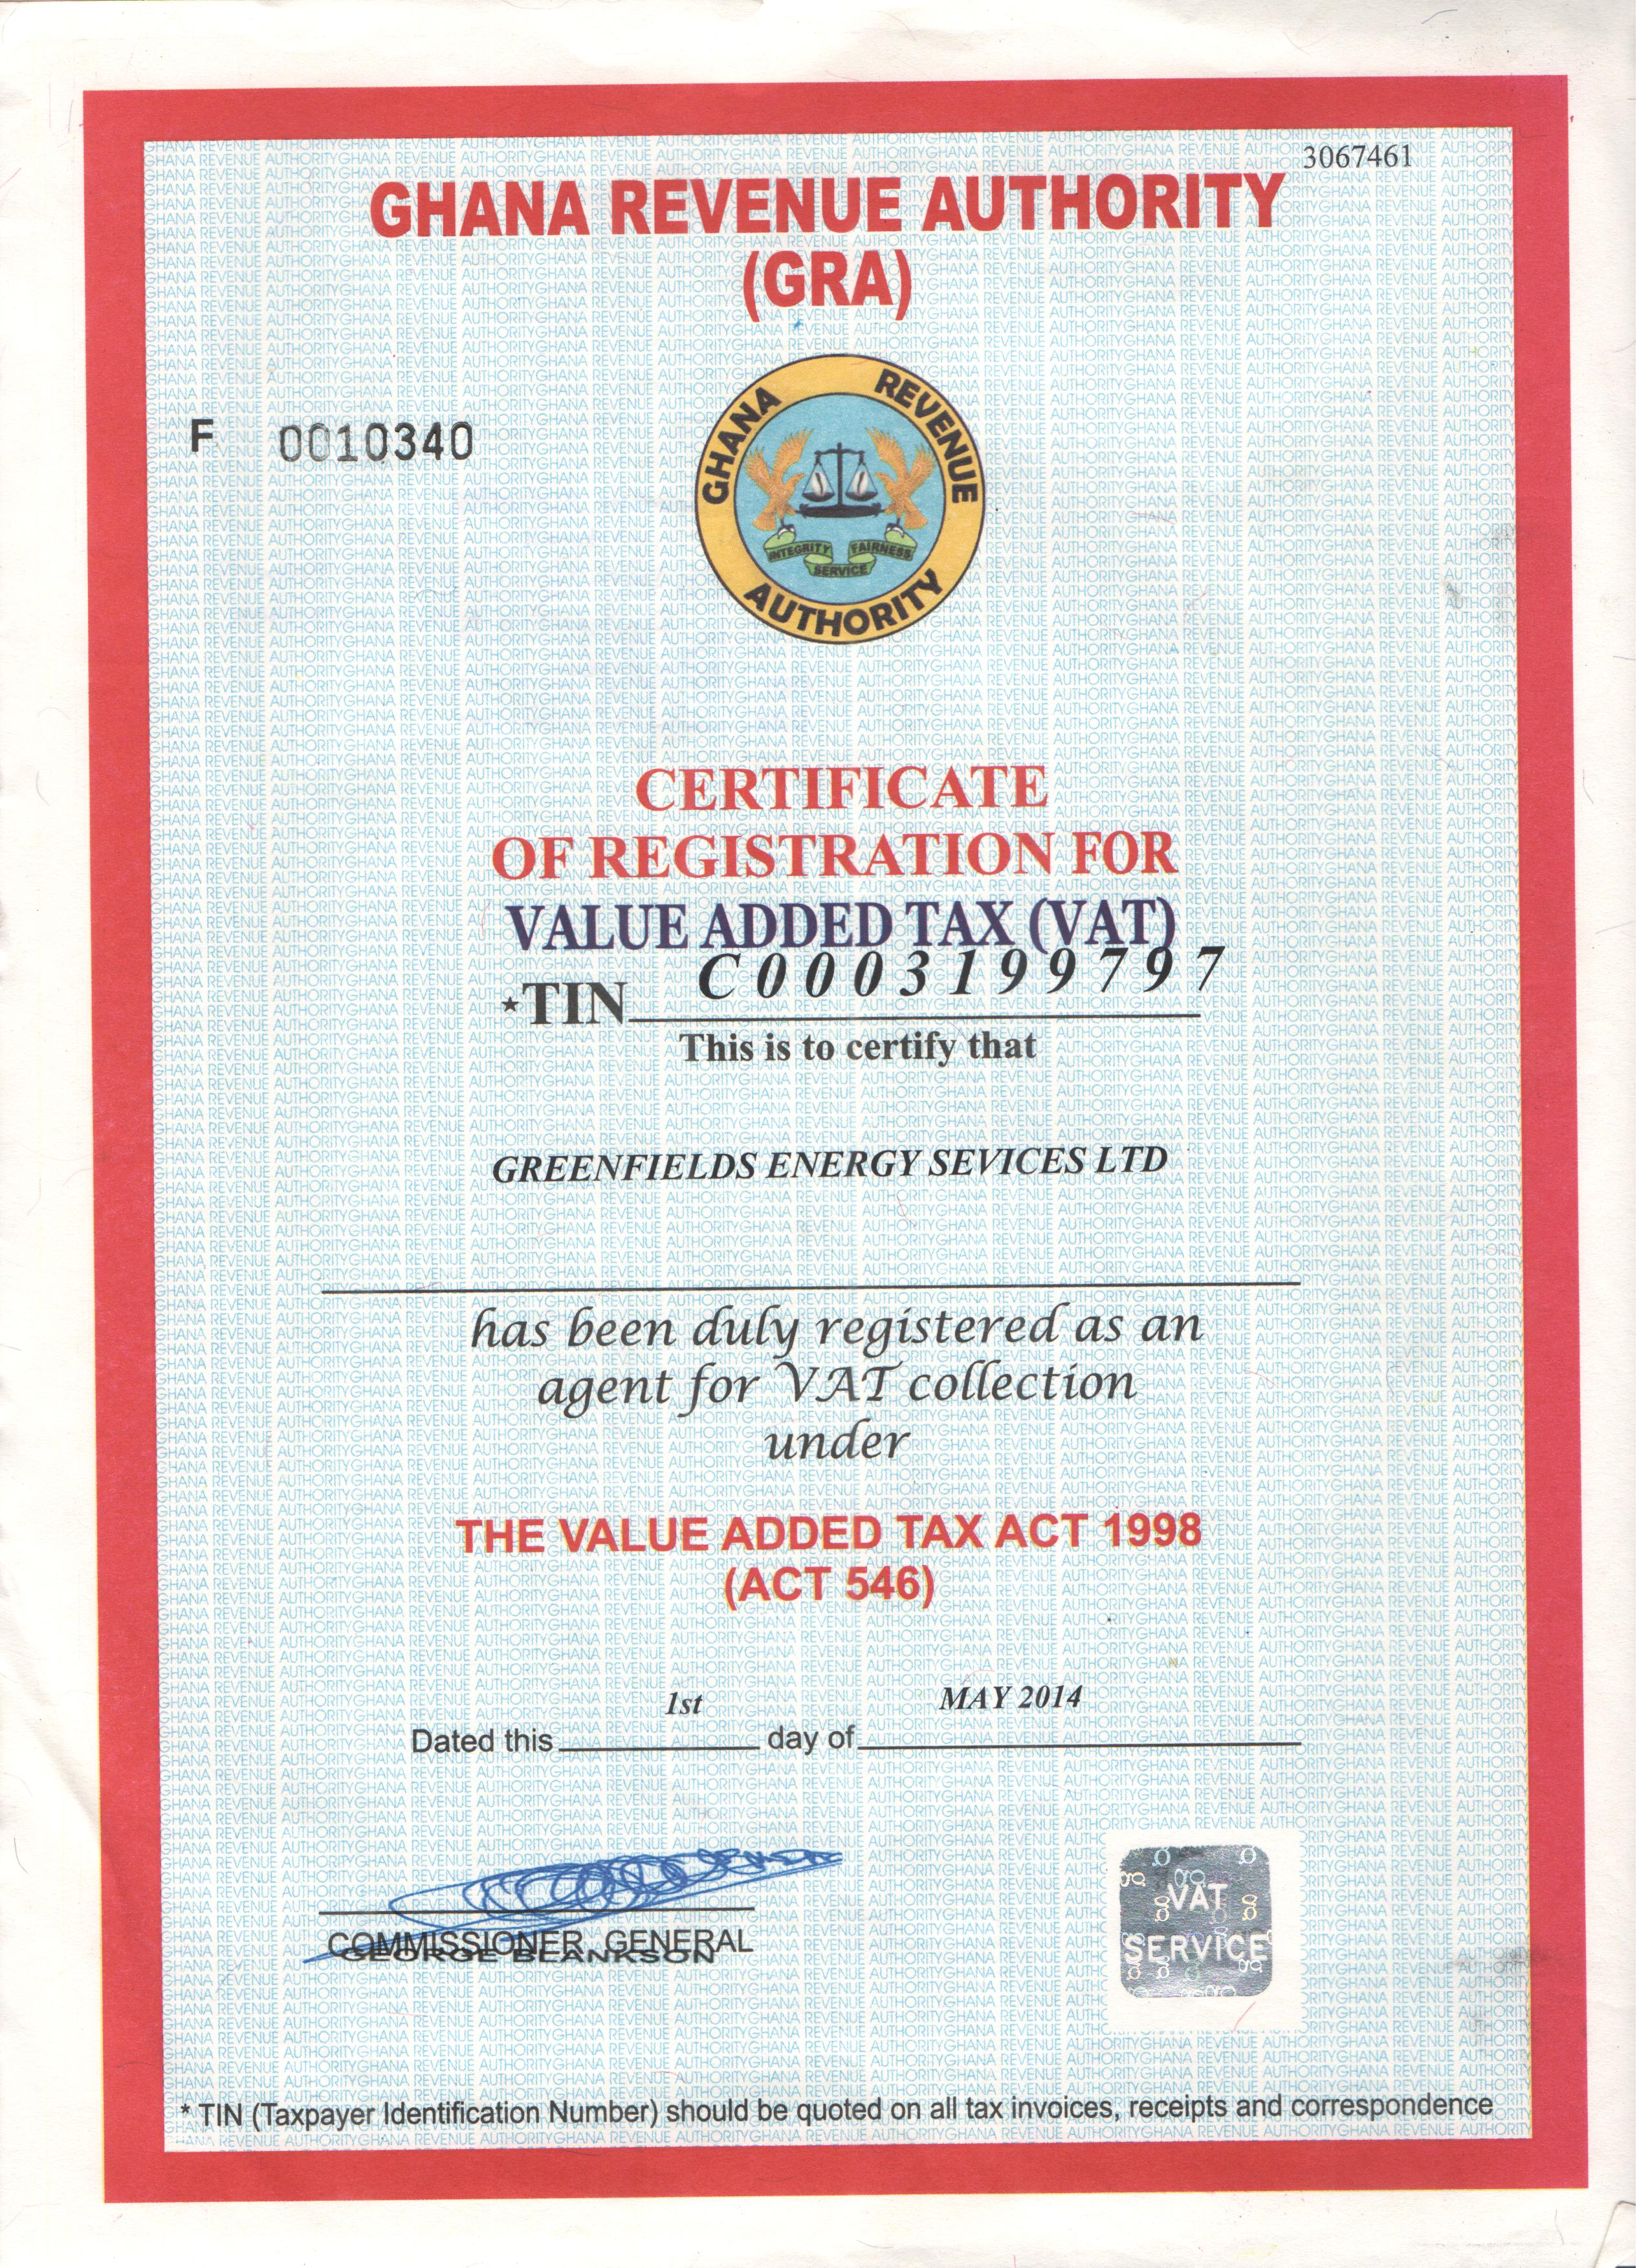 3067461
GHANA REVENUE AUTHORITY
(GRA)
F 0010340
GHANA REVENUE
INTEGRITY FAIRNESS
SERVICE
AUTHORITY
CERTIFICATE
OF REGISTRATION FOR
VALUE ADDED TAX (VAT)
*TIN C0003199797
This is to certify that
GREENFIELDS ENERGY SEVICES LTD
has been duly registered as an
agent for VAT collection
under
THE VALUE ADDED TAX ACT 1998
(ACT 546)
Dated this 1st day of MAY 2014
COMMISSIONER GENERAL
GEORGE BLANKSON
VAT
SERVICE
* TIN (Taxpayer Identification Number) should be quoted on all tax invoices, receipts and correspondence